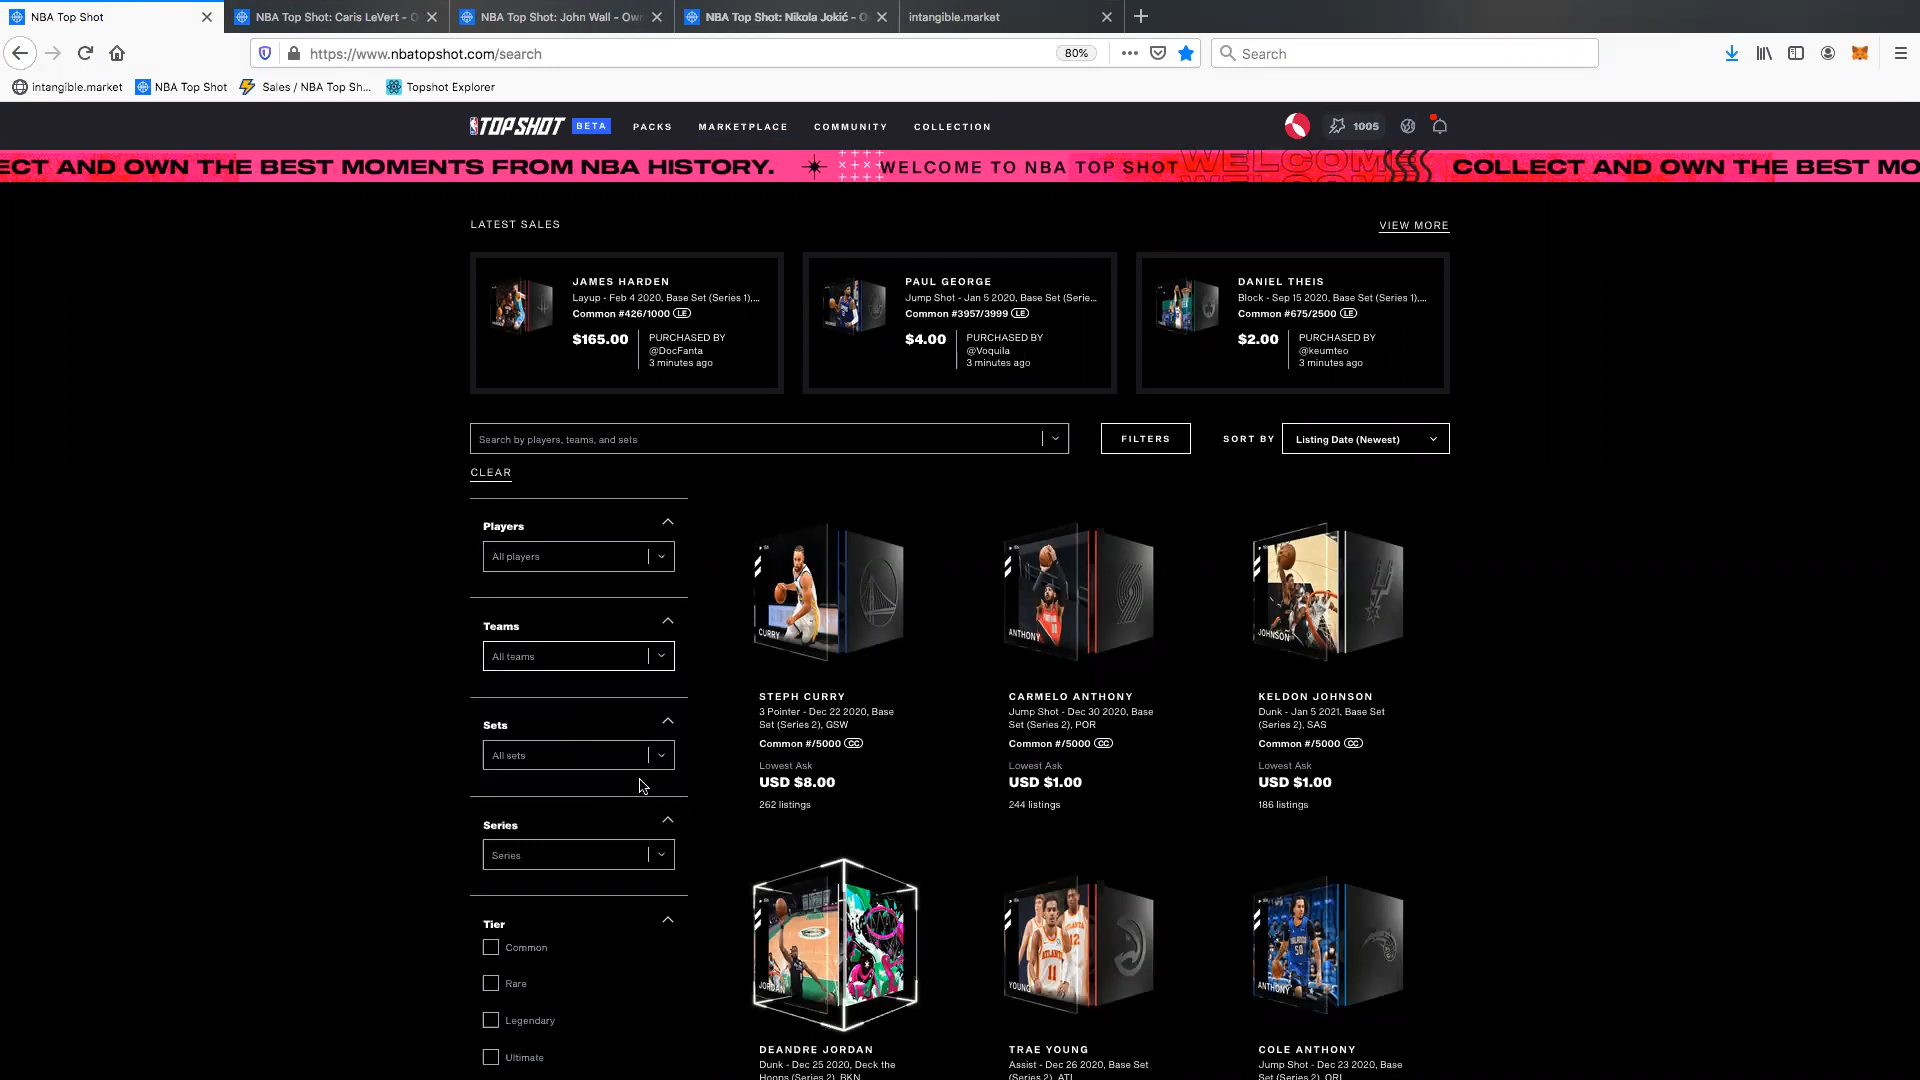 NBA Top Shot
NBA Top Shot: Caris LeVert -
NBA Top Shot: John Wall - Own
NBA Top Shot: Nikola Jokić -
intangible.market
https://www.nbatopshot.com/search
80%
Search
intangible.market
NBA Top Shot
Sales / NBA Top Sh...
Topshot Explorer
TOP SHOT
BETA
PACKS
MARKETPLACE
COMMUNITY
COLLECTION
1005
ECT AND OWN THE BEST MOMENTS FROM NBA HISTORY.
WELCOME TO NBA TOP SHOT
COLLECT AND OWN THE BEST MO
LATEST SALES
VIEW MORE
JAMES HARDEN
Layup - Feb 4 2020, Base Set (Series 1),...
Common #426/1000 LE
$165.00
PURCHASED BY
@DocFanta
3 minutes ago
PAUL GEORGE
Jump Shot - Jan 5 2020, Base Set (Serie...
Common #3957/3999 LE
$4.00
PURCHASED BY
@Voquila
3 minutes ago
DANIEL THEIS
Block - Sep 15 2020, Base Set (Series 1),...
Common #675/2500 LE
$2.00
PURCHASED BY
@keumteo
3 minutes ago
Search by players, teams, and sets
FILTERS
SORT BY
Listing Date (Newest)
CLEAR
Players
All players
Teams
All teams
Sets
All sets
Series
Series
Tier
Common
Rare
Legendary
Ultimate
CURRY
STEPH CURRY
3 Pointer - Dec 22 2020, Base
Set (Series 2), GSW
Common #/5000 CC
Lowest Ask
USD $8.00
262 listings
ANTHONY
CARMELO ANTHONY
Jump Shot - Dec 30 2020, Base
Set (Series 2), POR
Common #/5000 CC
Lowest Ask
USD $1.00
244 listings
JOHNSON
KELDON JOHNSON
Dunk - Jan 5 2021, Base Set
(Series 2), SAS
Common #/5000 CC
Lowest Ask
USD $1.00
186 listings
JORDAN
DEANDRE JORDAN
Dunk - Dec 25 2020, Deck the
Hoops (Series 2), BKN
YOUNG
TRAE YOUNG
Assist - Dec 26 2020, Base Set
(Series 2), ATL
ANTHONY
COLE ANTHONY
Jump Shot - Dec 23 2020, Base
Set (Series 2), ORL